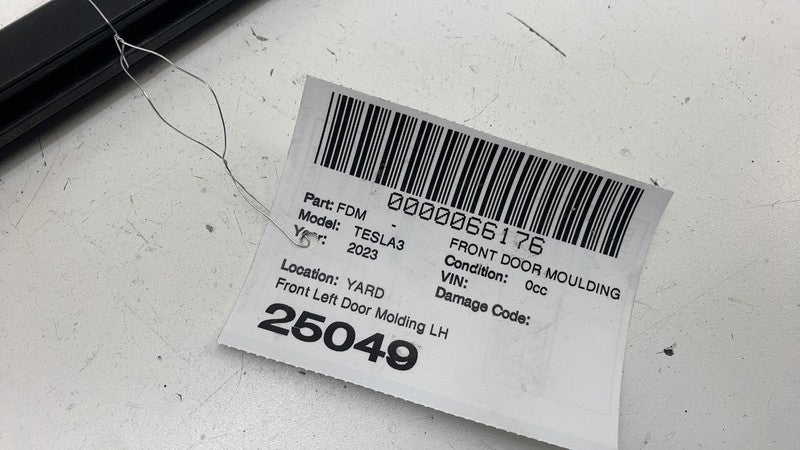 0000066176
Part: FDM - FRONT DOOR MOULDING
Model: TESLA3 Condition: 0cc
Year: 2023 VIN:
Damage Code:
Location: YARD
Front Left Door Molding LH
25049